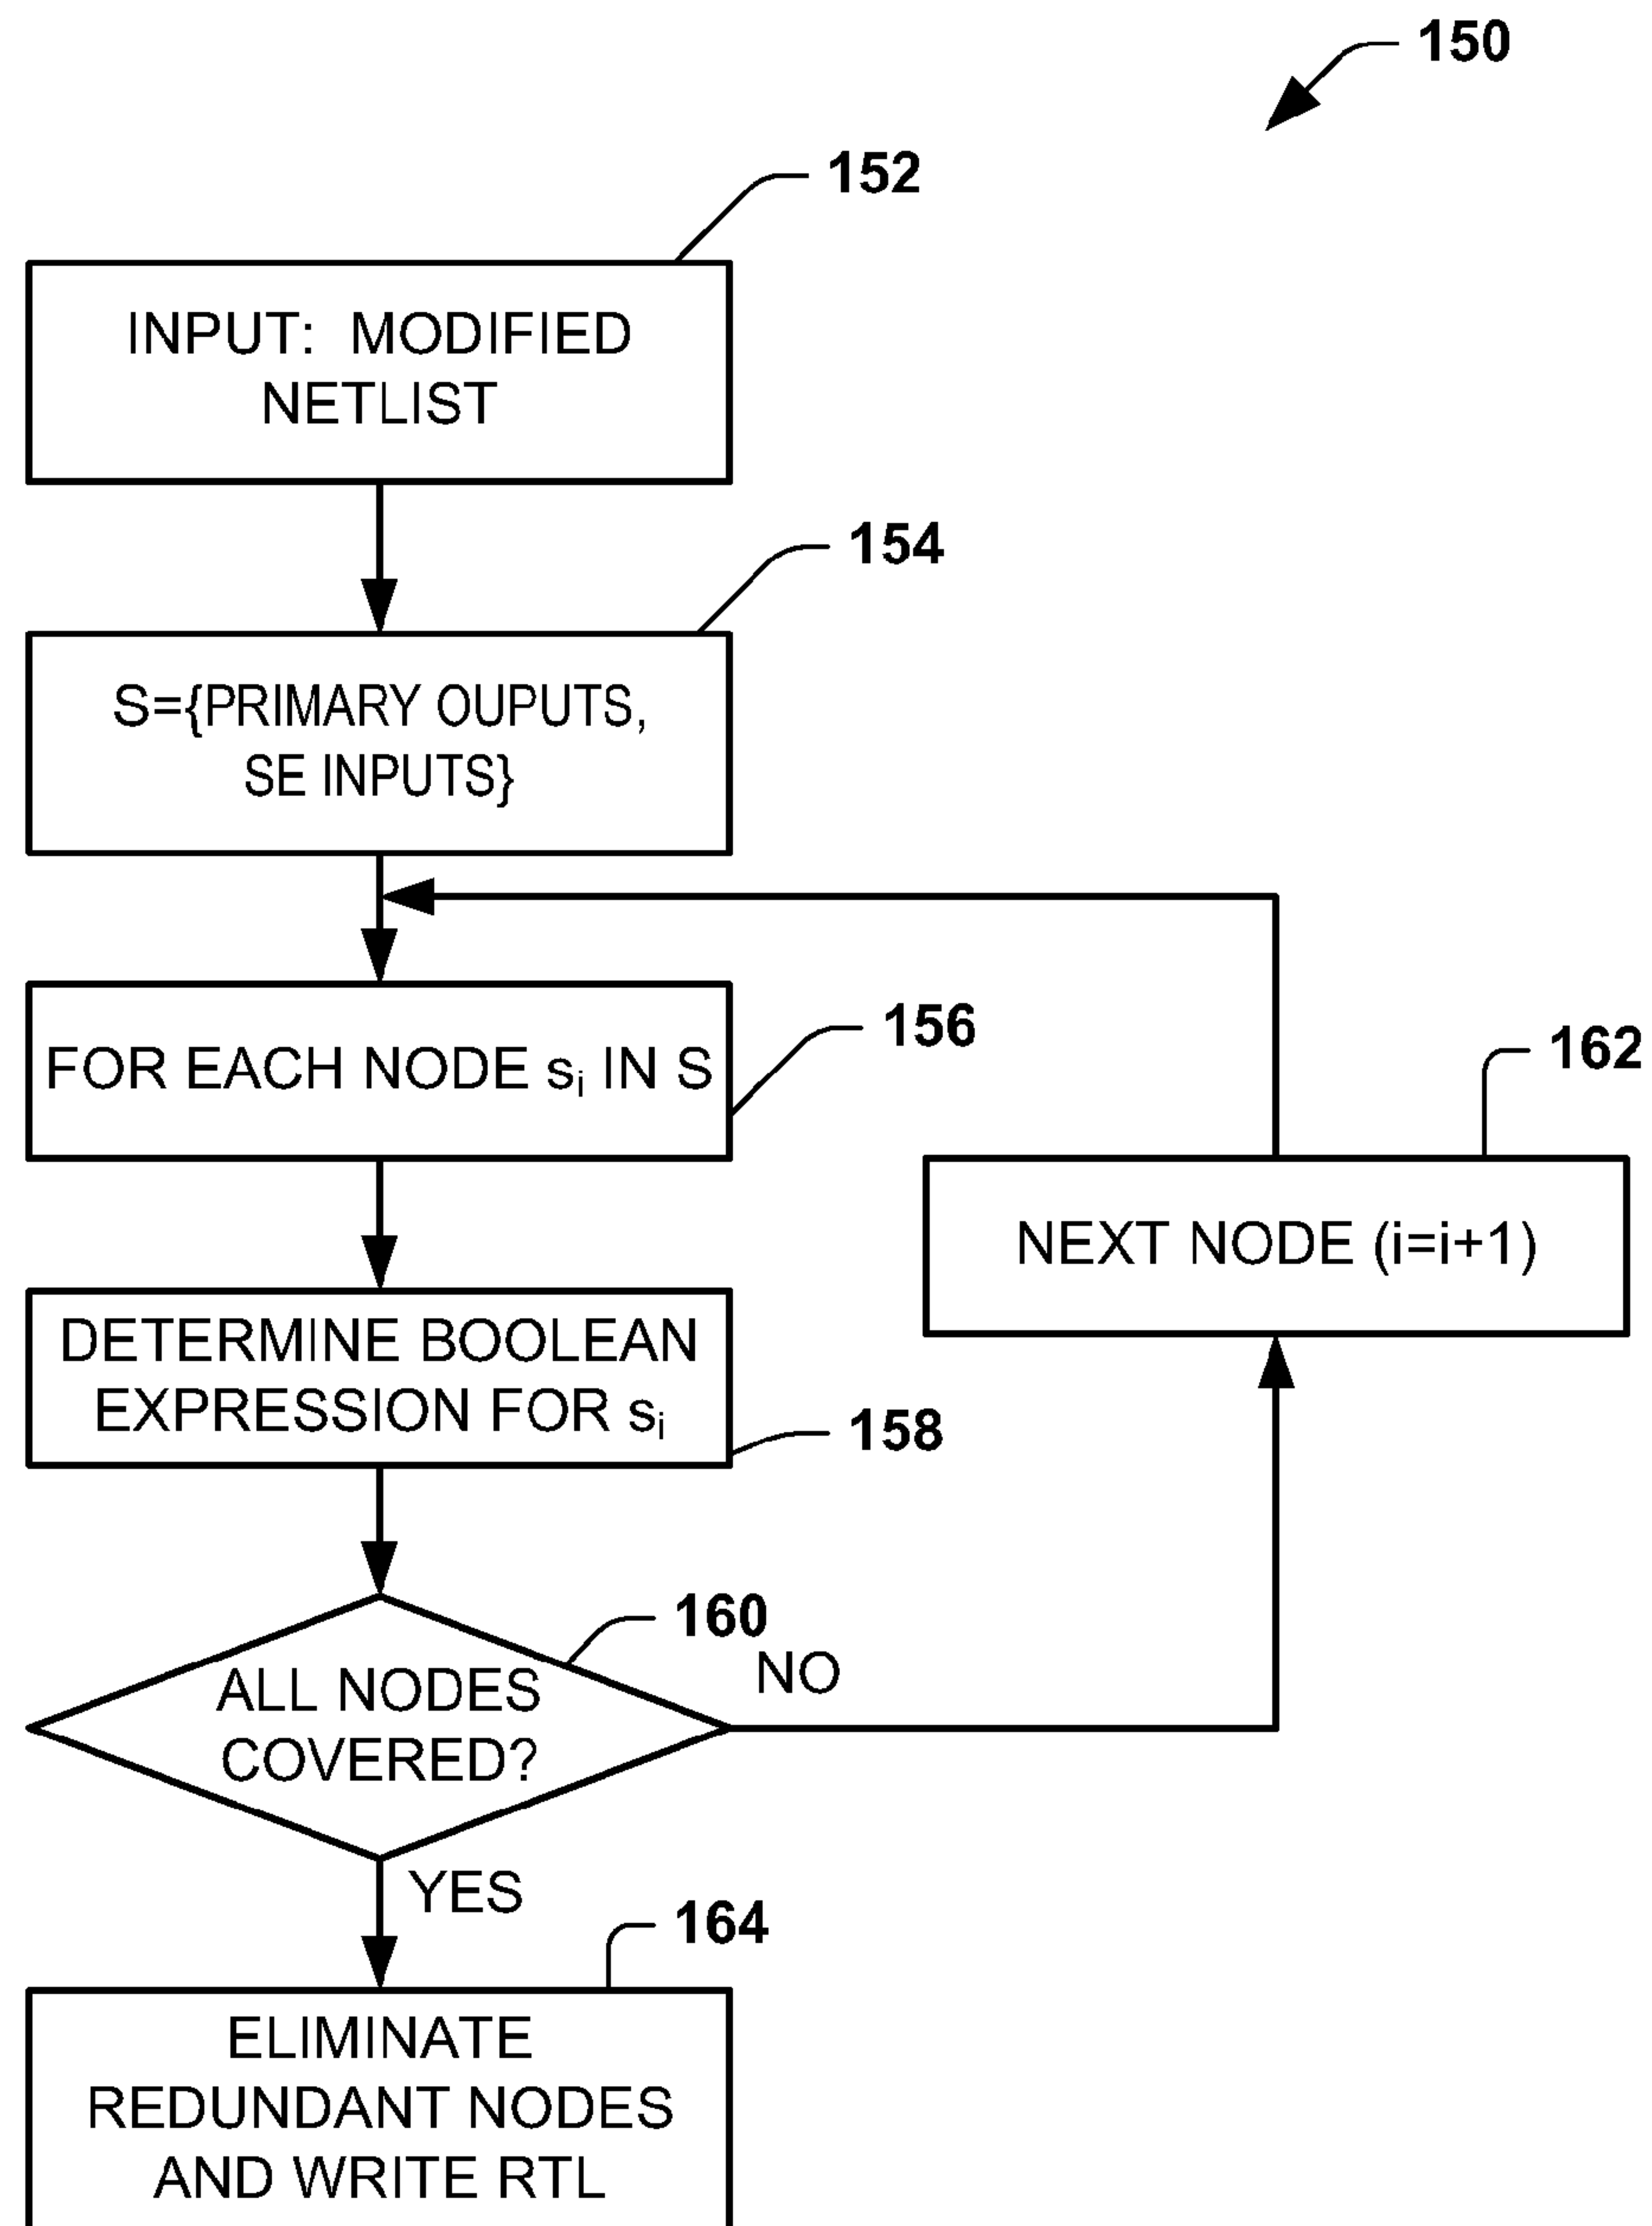 150
152
INPUT: MODIFIED
NETLIST
154
S={PRIMARY OUPUTS,
SE INPUTS}
156
FOR EACH NODE sᵢ IN S
162
NEXT NODE (i=i+1)
DETERMINE BOOLEAN
EXPRESSION FOR sᵢ
158
160
NO
ALL NODES
COVERED?
YES
164
ELIMINATE
REDUNDANT NODES
AND WRITE RTL